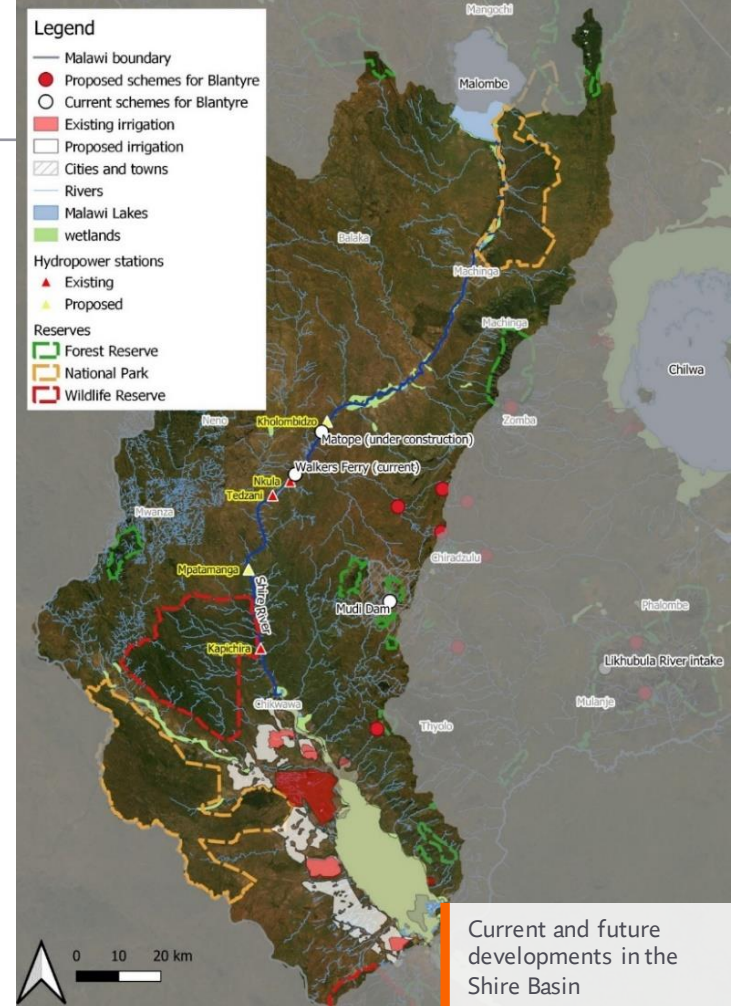 Legend
Malawi boundary
Proposed schemes for Blantyre
Current schemes for Blantyre
Existing irrigation
Proposed irrigation
Cities and towns
Rivers
Malawi Lakes
wetlands
Hydropower stations
Existing
Proposed
Reserves
Forest Reserve
National Park
Wildlife Reserve
Mangochi
Malombe
Balaka
Machinga
Machinga
Chilwa
Neno
Kholombidzo
Zomba
Matope (under construction)
Walkers Ferry (current)
Nkula
Tedzani
Mwanza
Chiradzulu
Mpatamanga
Shire River
Mudi Dam
Phalombe
Kapichira
Likhubula River intake
Chikwawa
Mulanje
Thyolo
0 10 20 km
Current and future
developments in the
Shire Basin